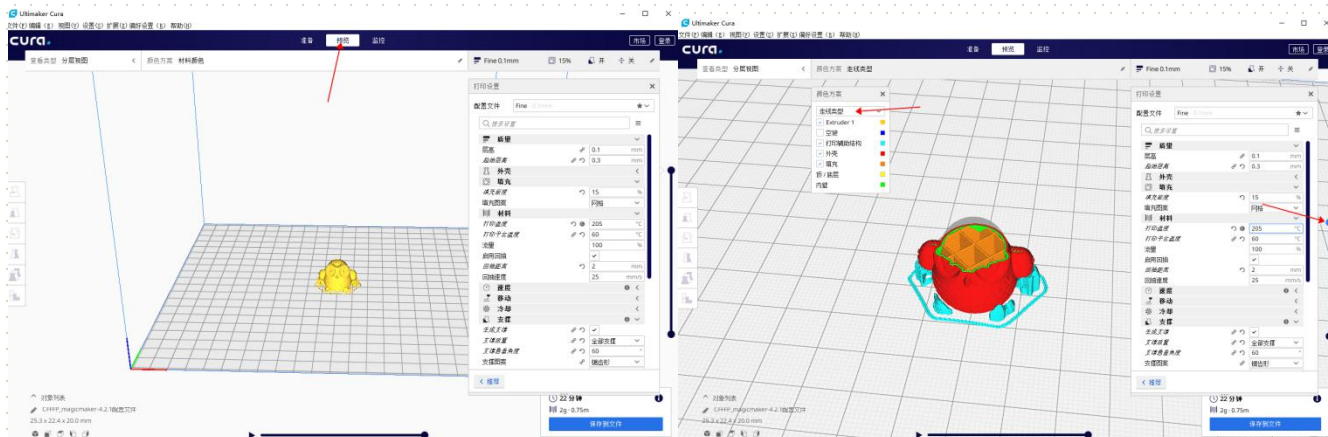 Ultimaker Cura
文件(F) 编辑 (E) 视图(V) 设置(S) 扩展(X) 偏好设置 (R) 帮助(H)
cura.
准备 预览 监控
市场 登录
查看类型 分层视图 颜色方案 材料颜色
Fine 0.1mm 15% 开 关
打印设置
配置文件 Fine 0.1mm
搜索设置
质量
层高 0.1 mm
起始层高 0.3 mm
外壳
填充
填充密度 15 %
填充图案 网格
材料
打印温度 205 °C
打印平台温度 60 °C
流量 100 %
启用回抽
回抽距离 2 mm
回抽速度 25 mm/s
速度
移动
冷却
支撑
生成支撑
支撑放置 全部支撑
支撑悬垂角度 60 °
支撑图案 锯齿形
推荐
对象列表
CFFFP_magicmaker-4.2.1配置文件
25.3 x 22.4 x 20.0 mm
22 分钟
2g · 0.75m
保存到文件
Ultimaker Cura
文件(F) 编辑 (E) 视图(V) 设置(S) 扩展(X) 偏好设置 (R) 帮助(H)
cura.
准备 预览 监控
市场 登录
查看类型 分层视图 颜色方案 走线类型
Fine 0.1mm 15% 开 关
颜色方案
走线类型
Extruder 1
空驶
打印辅助结构
外壳
填充
顶 / 底层
内壁
打印设置
配置文件 Fine 0.1mm
搜索设置
质量
层高 0.1 mm
起始层高 0.3 mm
外壳
填充
填充密度 15 %
填充图案 网格
材料
打印温度 205 °C
打印平台温度 60 °C
流量 100 %
启用回抽
回抽距离 2 mm
回抽速度 25 mm/s
速度
移动
冷却
支撑
生成支撑
支撑放置 全部支撑
支撑悬垂角度 60 °
支撑图案 锯齿形
推荐
对象列表
CFFFP_magicmaker-4.2.1配置文件
25.3 x 22.4 x 20.0 mm
22 分钟
2g · 0.75m
保存到文件